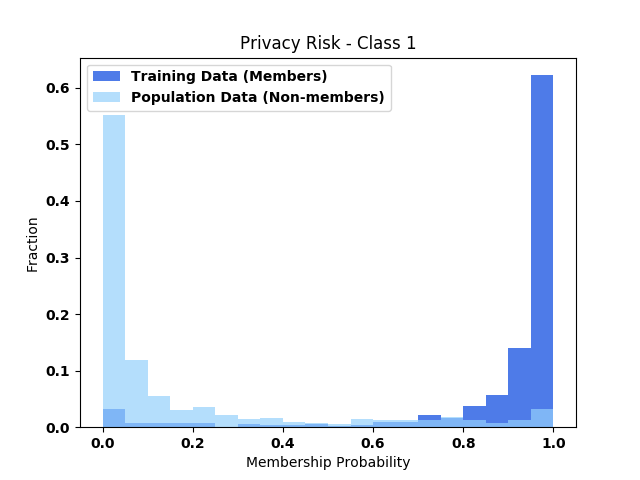 Privacy Risk - Class 1
Training Data (Members)
Population Data (Non-members)
0.6
0.5
0.4
0.3
0.2
0.1
0.0
Fraction
0.0 0.2 0.4 0.6 0.8 1.0
Membership Probability